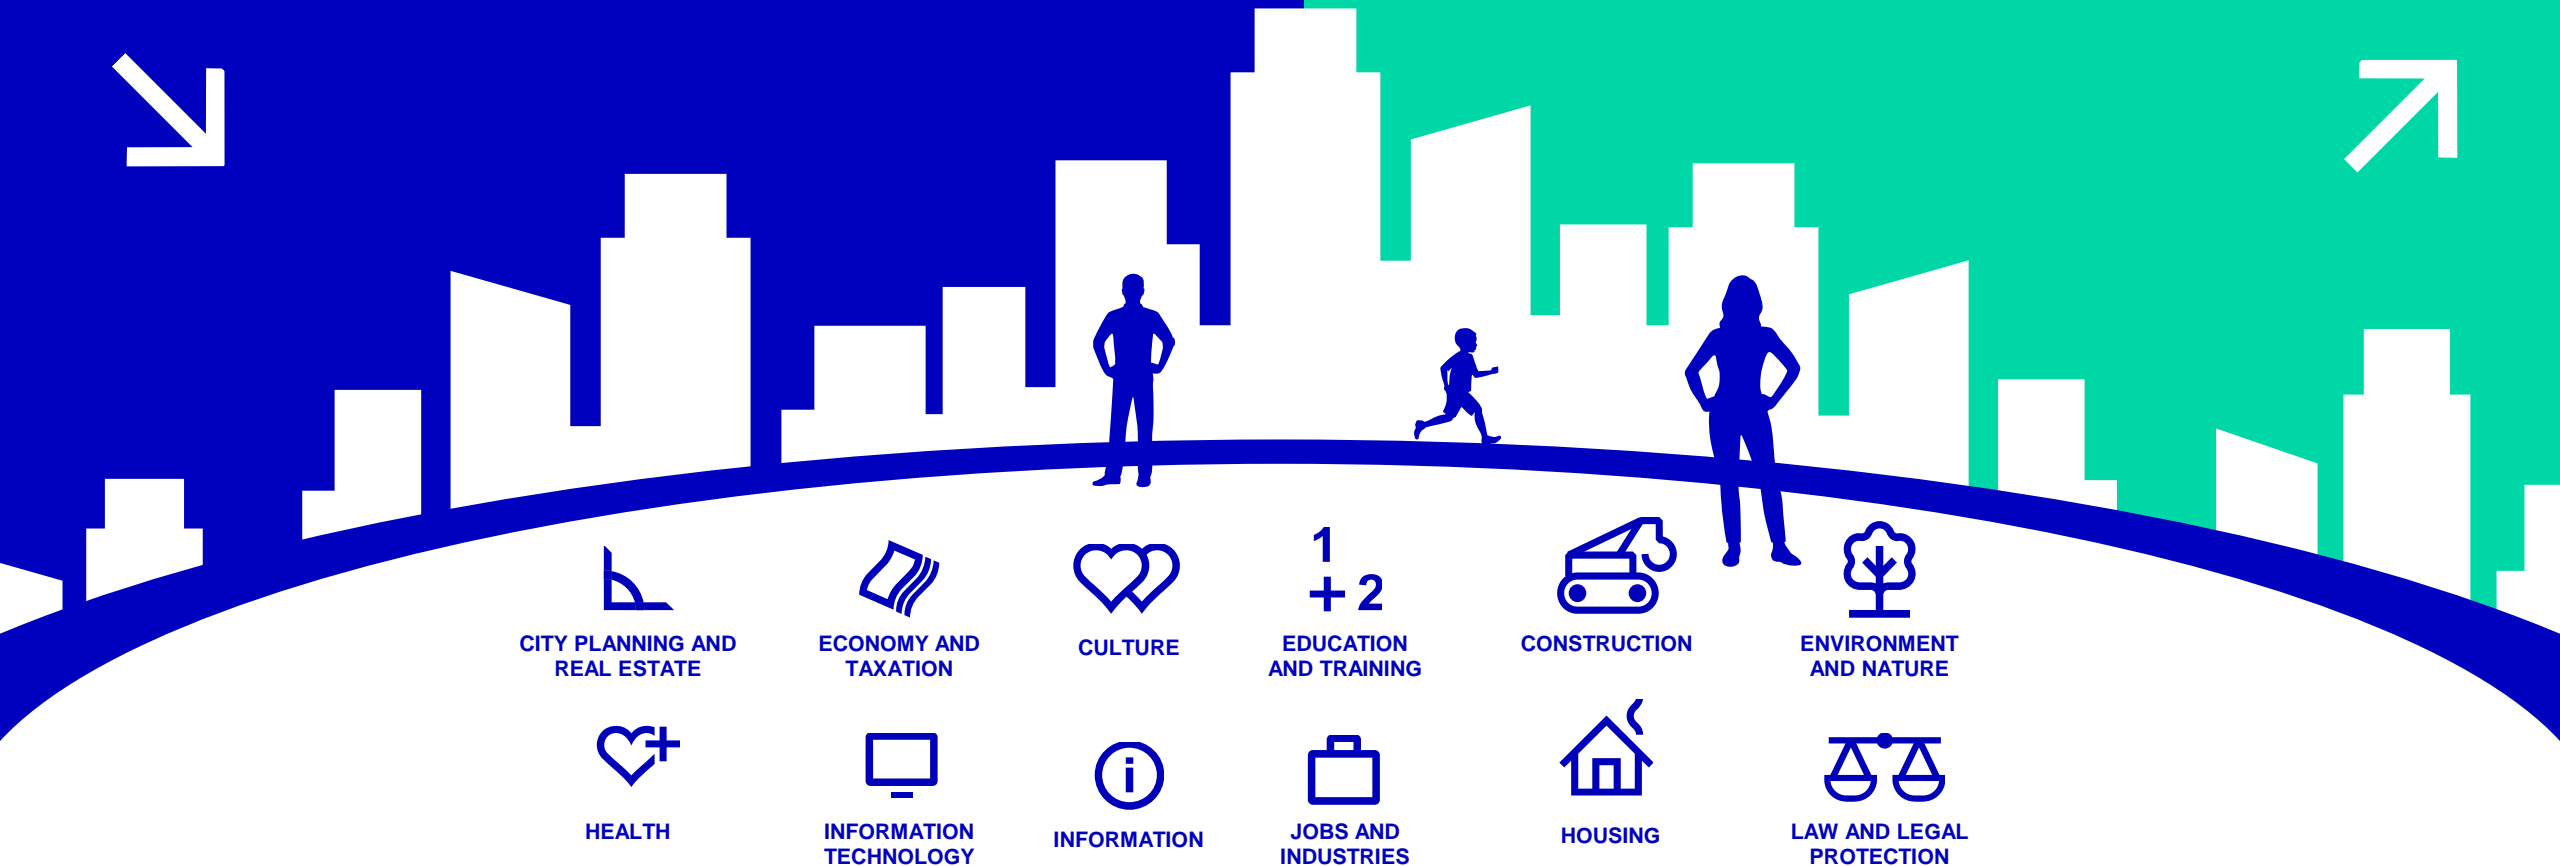 1
+ 2
CITY PLANNING AND
REAL ESTATE
ECONOMY AND
TAXATION
CULTURE
EDUCATION
AND TRAINING
CONSTRUCTION
ENVIRONMENT
AND NATURE
i
HEALTH
INFORMATION
TECHNOLOGY
INFORMATION
JOBS AND
INDUSTRIES
HOUSING
LAW AND LEGAL
PROTECTION